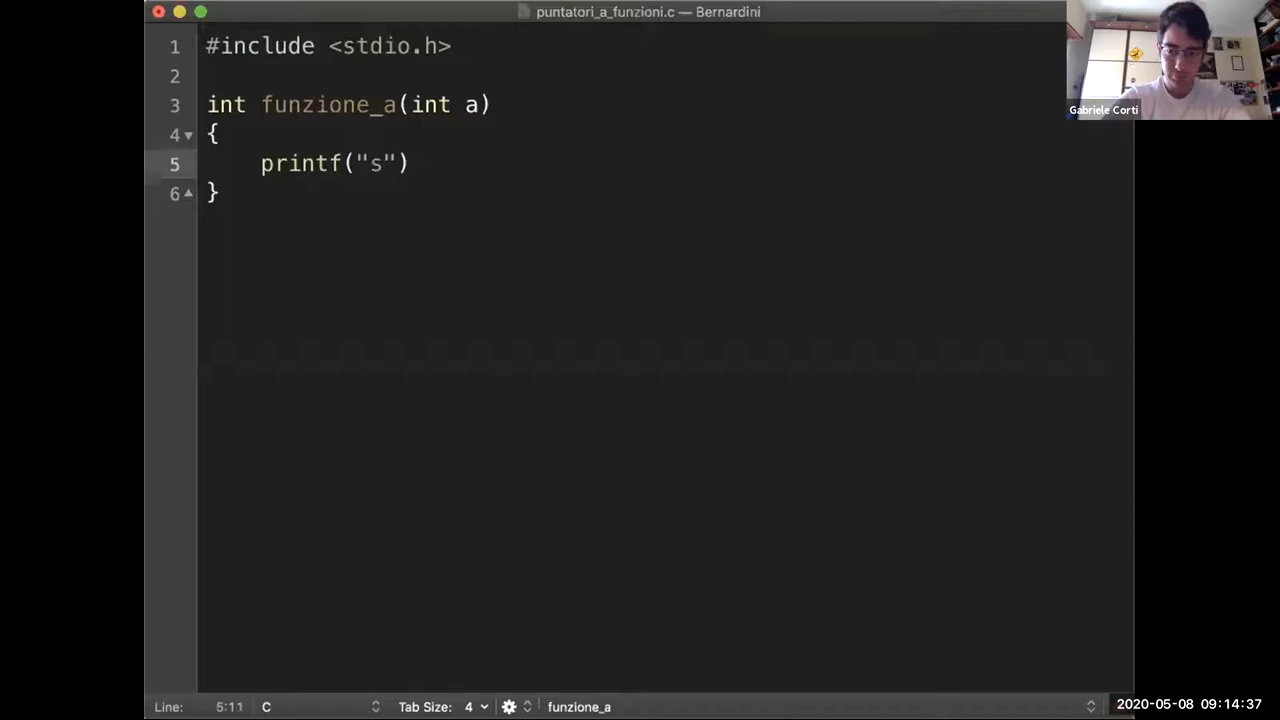 puntatori_a_funzioni.c — Bernardini
Gabriele Corti
1 #include <stdio.h>
2
3 int funzione_a(int a)
4 {
5     printf("s")
6 }
Line: 5:11 C Tab Size: 4 funzione_a
2020-05-08 09:14:37